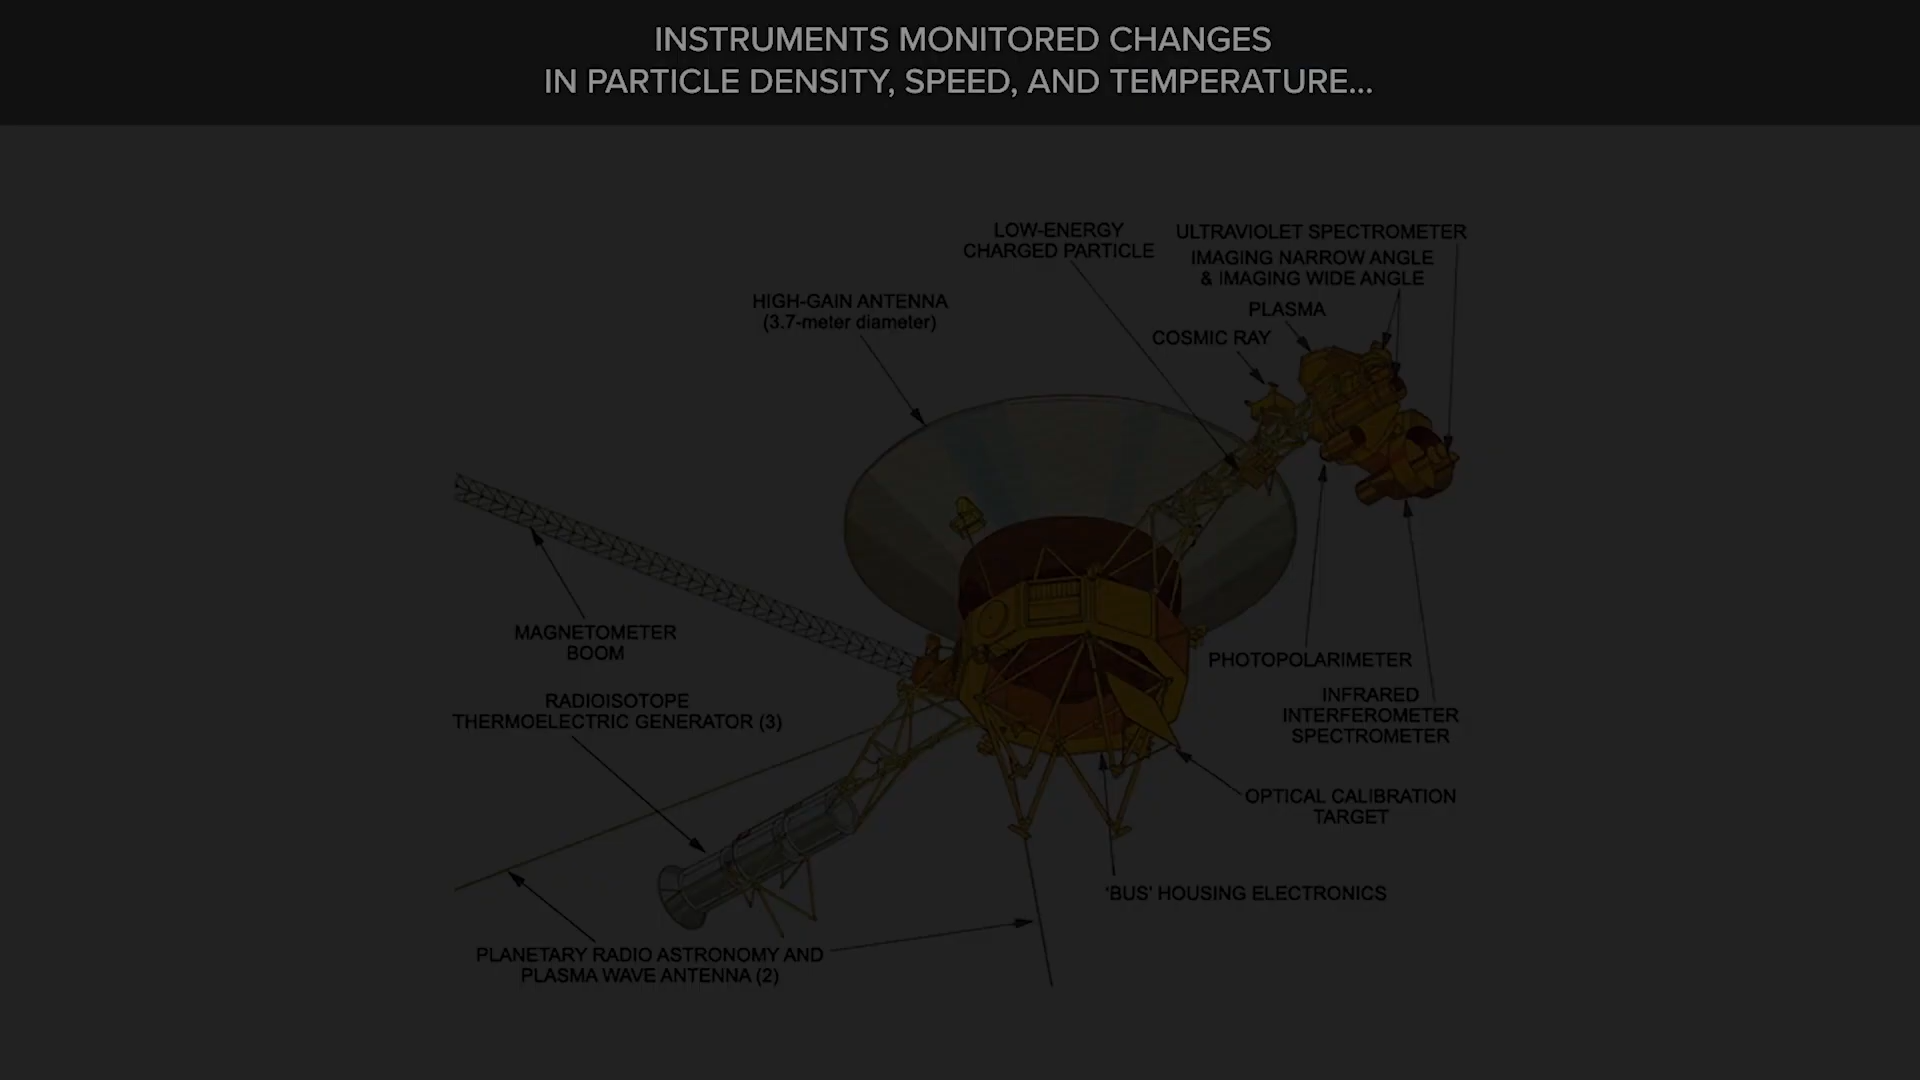 INSTRUMENTS MONITORED CHANGES
IN PARTICLE DENSITY, SPEED, AND TEMPERATURE...
LOW-ENERGY
CHARGED PARTICLE
ULTRAVIOLET SPECTROMETER
IMAGING NARROW ANGLE
& IMAGING WIDE ANGLE
PLASMA
COSMIC RAY
HIGH-GAIN ANTENNA
(3.7-meter diameter)
MAGNETOMETER
BOOM
RADIOISOTOPE
THERMOELECTRIC GENERATOR (3)
PHOTOPOLARIMETER
INFRARED
INTERFEROMETER
SPECTROMETER
OPTICAL CALIBRATION
TARGET
'BUS' HOUSING ELECTRONICS
PLANETARY RADIO ASTRONOMY AND
PLASMA WAVE ANTENNA (2)